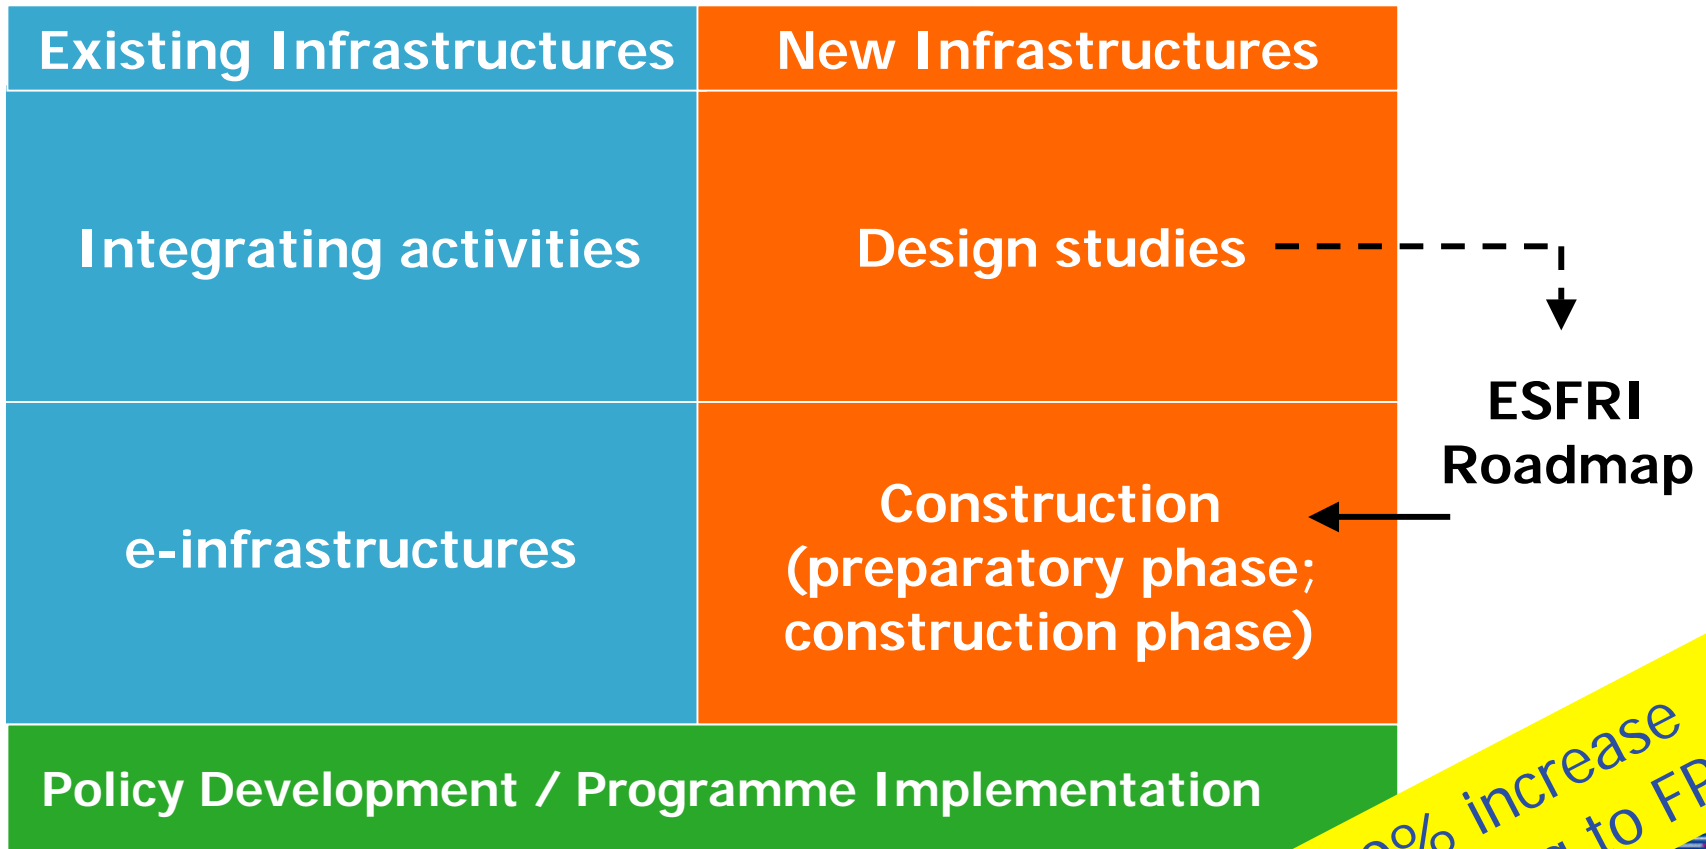 Existing Infrastructures
New Infrastructures
Integrating activities
Design studies
ESFRI
Roadmap
e-infrastructures
Construction
(preparatory phase;
construction phase)
Policy Development / Programme Implementation
% increase
to